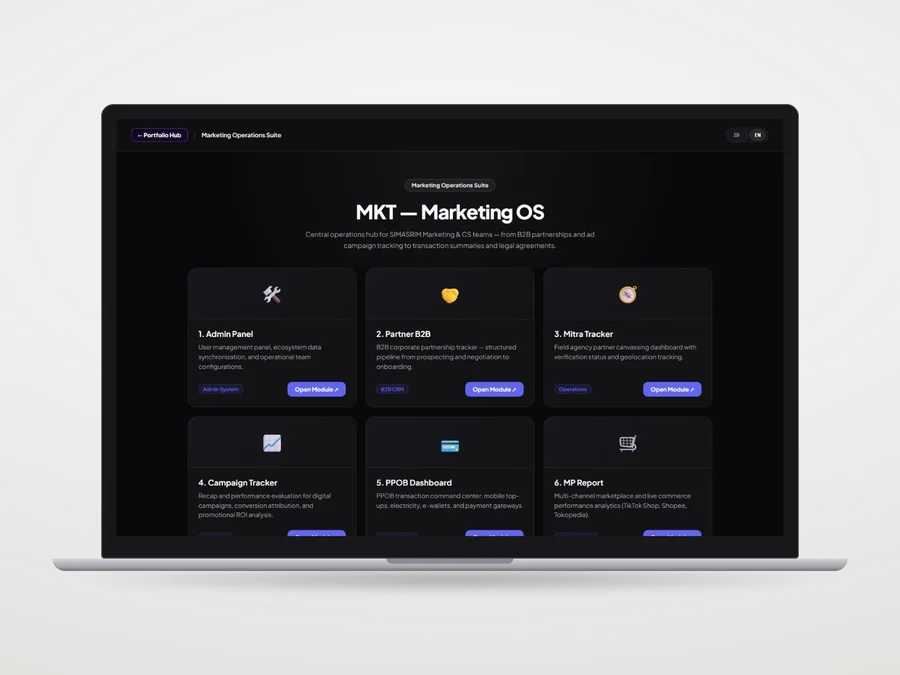 ← Portfolio Hub / Marketing Operations Suite
ID / EN
Marketing Operations Suite
MKT — Marketing OS
Central operations hub for SIMASRIM Marketing & CS teams — from B2B partnerships and ad
campaign tracking to transaction summaries and legal agreements.
1. Admin Panel
User management panel, ecosystem data
synchronization, and operational team
configurations.
Admin System
Open Module ↗
2. Partner B2B
B2B corporate partnership tracker — structured
pipeline from prospecting and negotiation to
onboarding.
B2B CRM
Open Module ↗
3. Mitra Tracker
Field agency partner canvassing dashboard with
verification status and geolocation tracking.
Operations
Open Module ↗
4. Campaign Tracker
Recap and performance evaluation for digital
campaigns, conversion attribution, and
promotional ROI analysis.
5. PPOB Dashboard
PPOB transaction command center: mobile top-
ups, electricity, e-wallets, and payment gateways.
6. MP Report
Multi-channel marketplace and live commerce
performance analytics (TikTok Shop, Shopee,
Tokopedia).